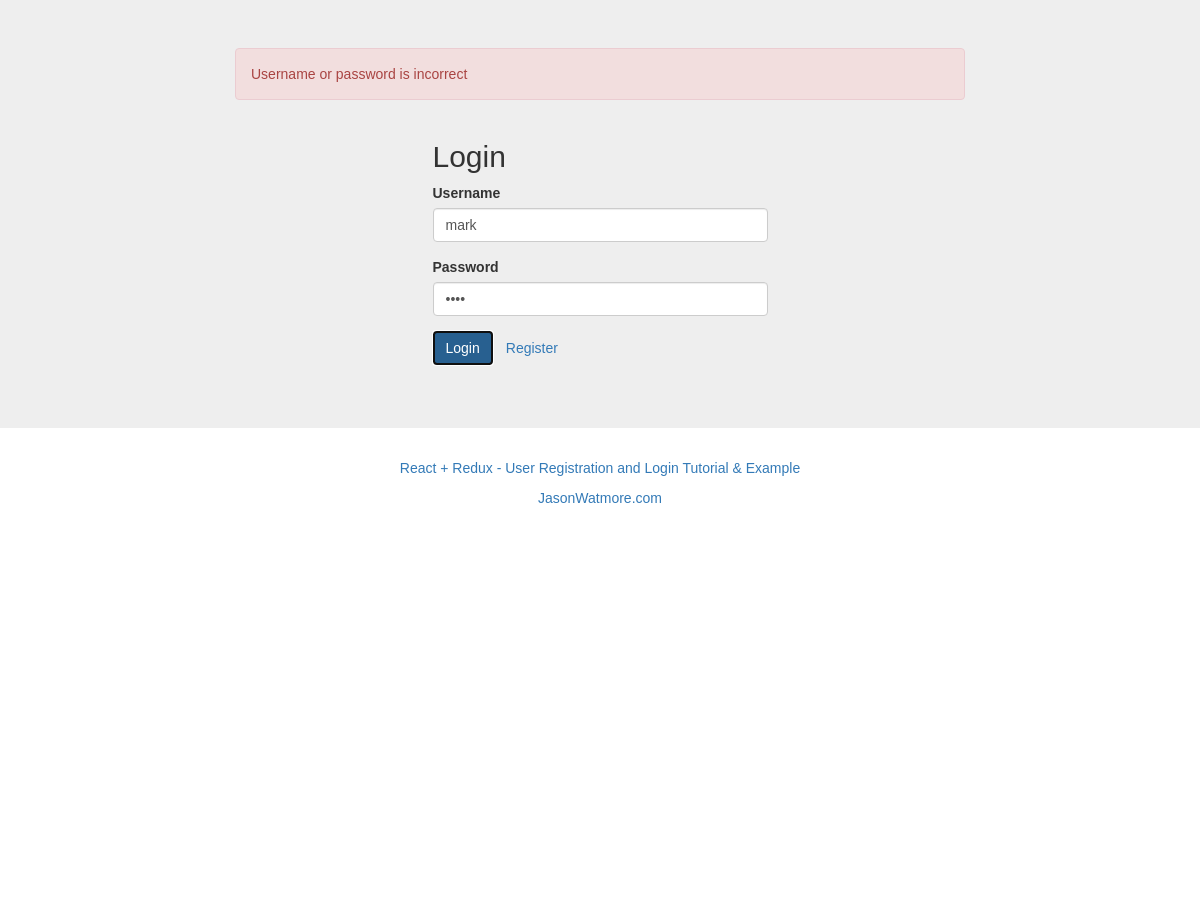 Username or password is incorrect
Login
Username
mark
Password
••••
Login Register
React + Redux - User Registration and Login Tutorial & Example
JasonWatmore.com